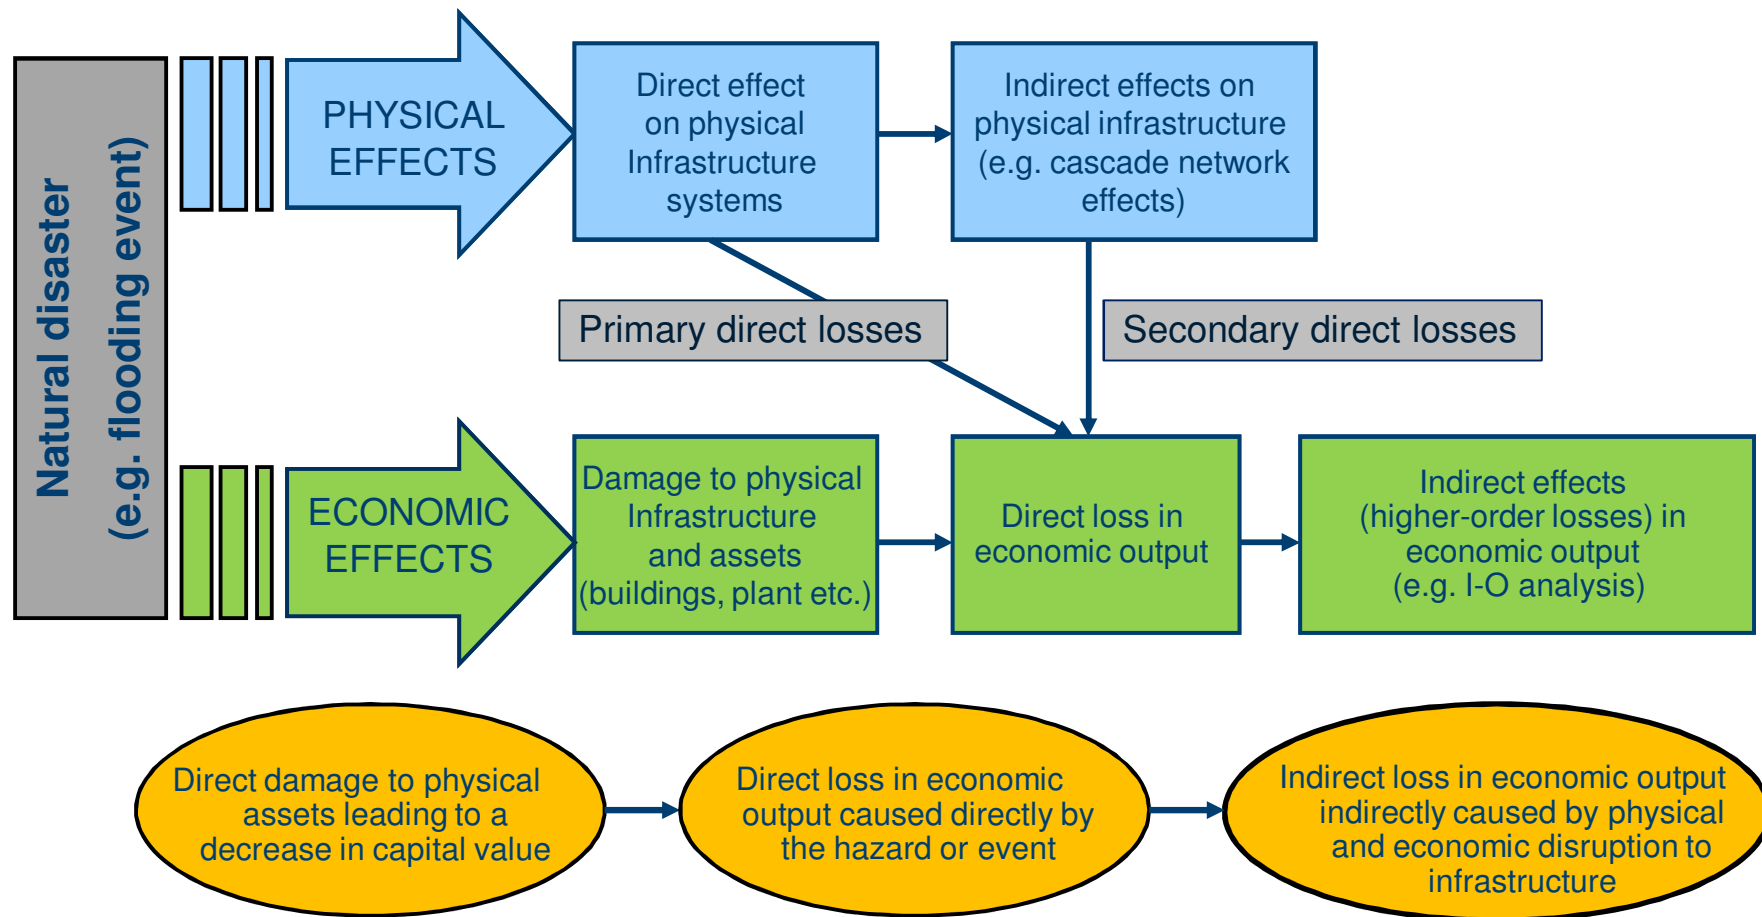 Natural disaster
(e.g. flooding event)
PHYSICAL
EFFECTS
Direct effect
on physical
Infrastructure
systems
Indirect effects on
physical infrastructure
(e.g. cascade network
effects)
Primary direct losses
Secondary direct losses
ECONOMIC
EFFECTS
Damage to physical
Infrastructure
and assets
(buildings, plant etc.)
Direct loss in
economic output
Indirect effects
(higher-order losses) in
economic output
(e.g. I-O analysis)
Direct damage to physical
assets leading to a
decrease in capital value
Direct loss in economic
output caused directly by
the hazard or event
Indirect loss in economic output
indirectly caused by physical
and economic disruption to
infrastructure